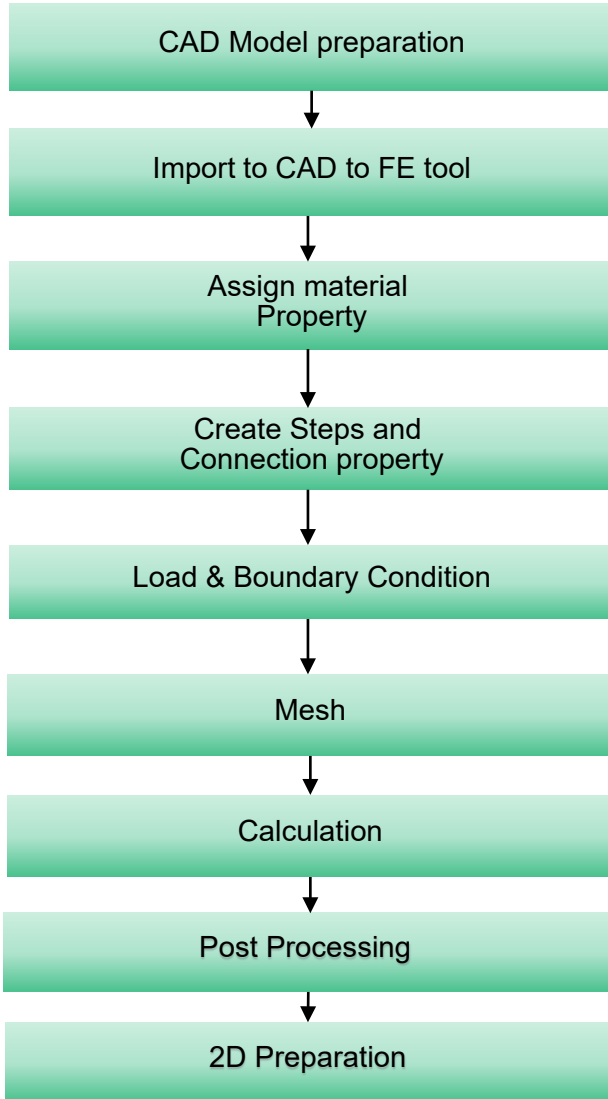 CAD Model preparation
Import to CAD to FE tool
Assign material
Property
Create Steps and
Connection property
Load & Boundary Condition
Mesh
Calculation
Post Processing
2D Preparation